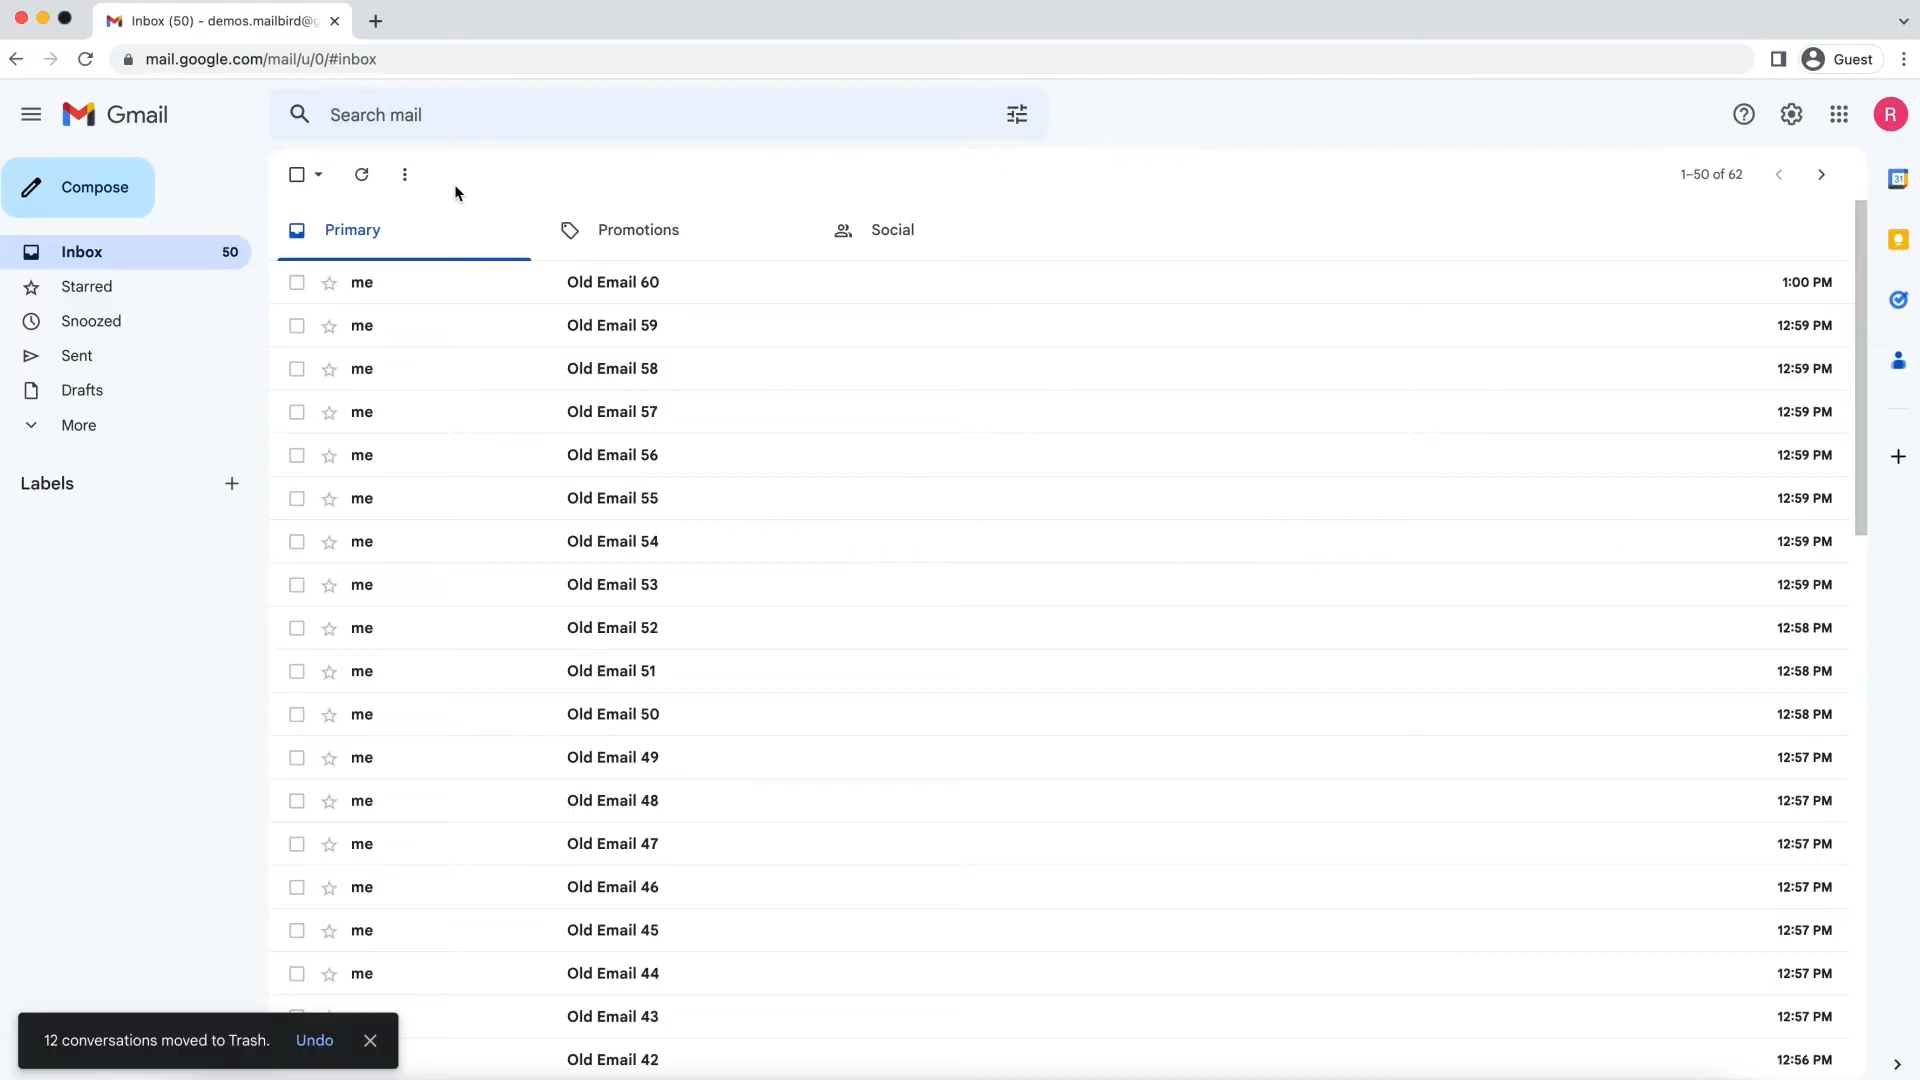 Inbox (50) - demos.mailbird@g
mail.google.com/mail/u/0/#inbox
Guest
Gmail
Search mail
R
Compose
1–50 of 62
31
Primary
Promotions
Social
Inbox 50
Starred
Snoozed
Sent
Drafts
More
Labels
me Old Email 60 1:00 PM
me Old Email 59 12:59 PM
me Old Email 58 12:59 PM
me Old Email 57 12:59 PM
me Old Email 56 12:59 PM
me Old Email 55 12:59 PM
me Old Email 54 12:59 PM
me Old Email 53 12:59 PM
me Old Email 52 12:58 PM
me Old Email 51 12:58 PM
me Old Email 50 12:58 PM
me Old Email 49 12:57 PM
me Old Email 48 12:57 PM
me Old Email 47 12:57 PM
me Old Email 46 12:57 PM
me Old Email 45 12:57 PM
me Old Email 44 12:57 PM
Old Email 43 12:57 PM
Old Email 42 12:56 PM
12 conversations moved to Trash. Undo